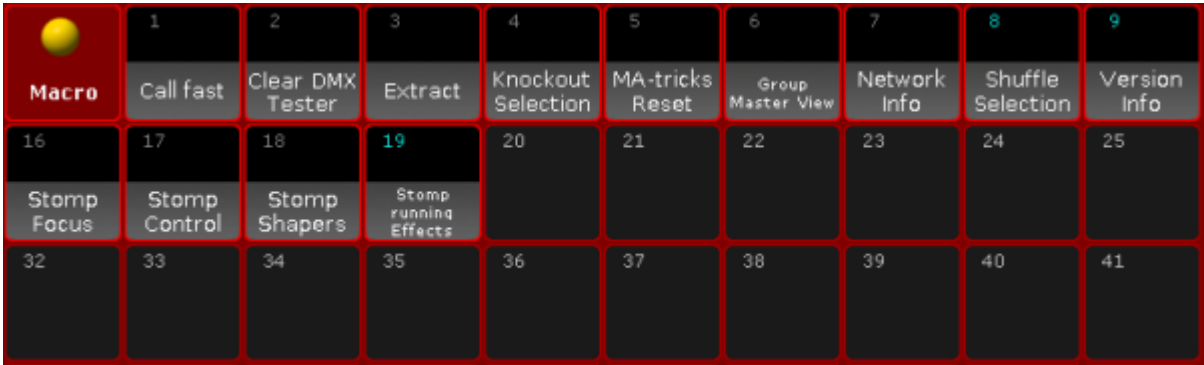 1 2 3 4 5 6 7 8 9
Macro Call fast Clear DMX Tester Extract Knockout Selection MA-tricks Reset Group Master View Network Info Shuffle Selection Version Info
16 17 18 19 20 21 22 23 24 25
Stomp Focus Stomp Control Stomp Shapers Stomp running Effects
32 33 34 35 36 37 38 39 40 41